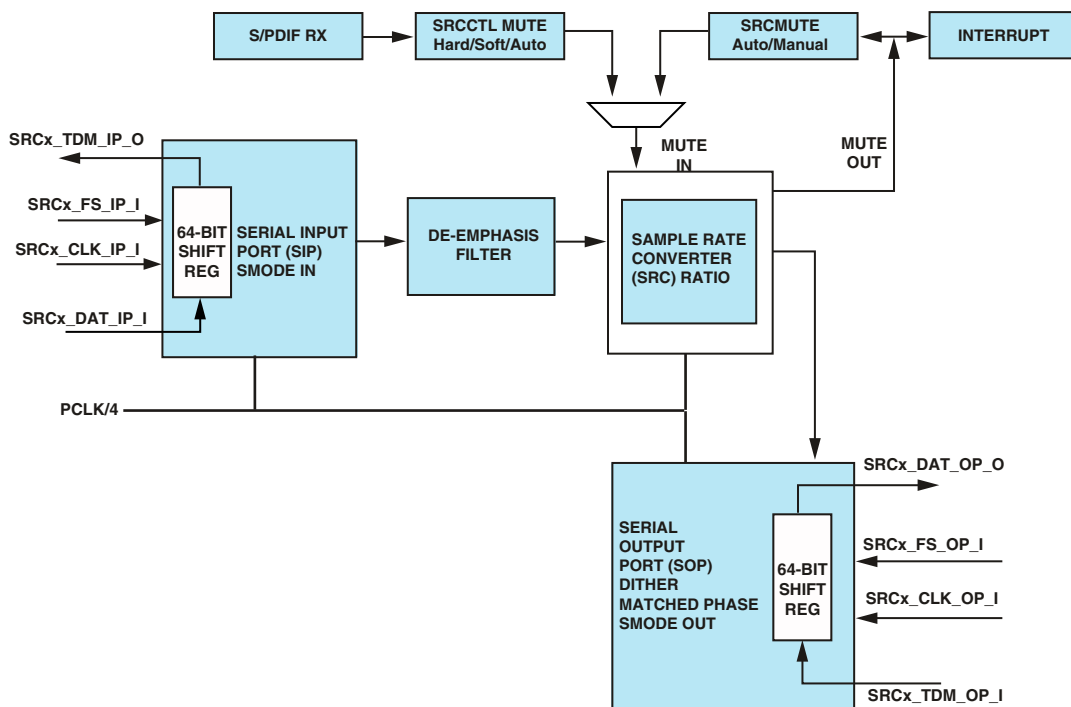 S/PDIF RX
SRCCTL MUTE
Hard/Soft/Auto
SRCMUTE
Auto/Manual
INTERRUPT
SRCx_TDM_IP_O
MUTE
IN
MUTE
OUT
SRCx_FS_IP_I
SRCx_CLK_IP_I
SRCx_DAT_IP_I
64-BIT
SHIFT
REG
SERIAL INPUT
PORT (SIP)
SMODE IN
DE-EMPHASIS
FILTER
SAMPLE RATE
CONVERTER
(SRC) RATIO
PCLK/4
SERIAL
OUTPUT
PORT (SOP)
DITHER
MATCHED PHASE
SMODE OUT
64-BIT
SHIFT
REG
SRCx_DAT_OP_O
SRCx_FS_OP_I
SRCx_CLK_OP_I
SRCx_TDM_OP_I